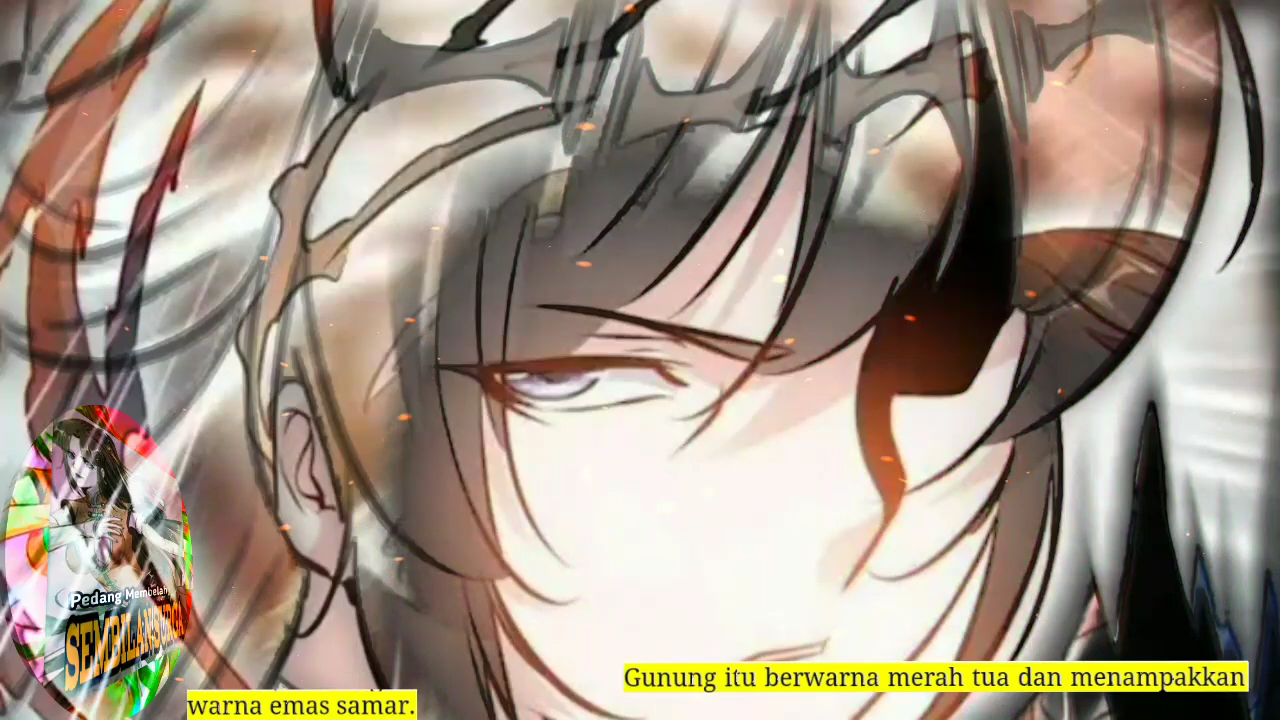 Pedang Membelah
SEMBILAN SURGA
Gunung itu berwarna merah tua dan menampakkan
warna emas samar.